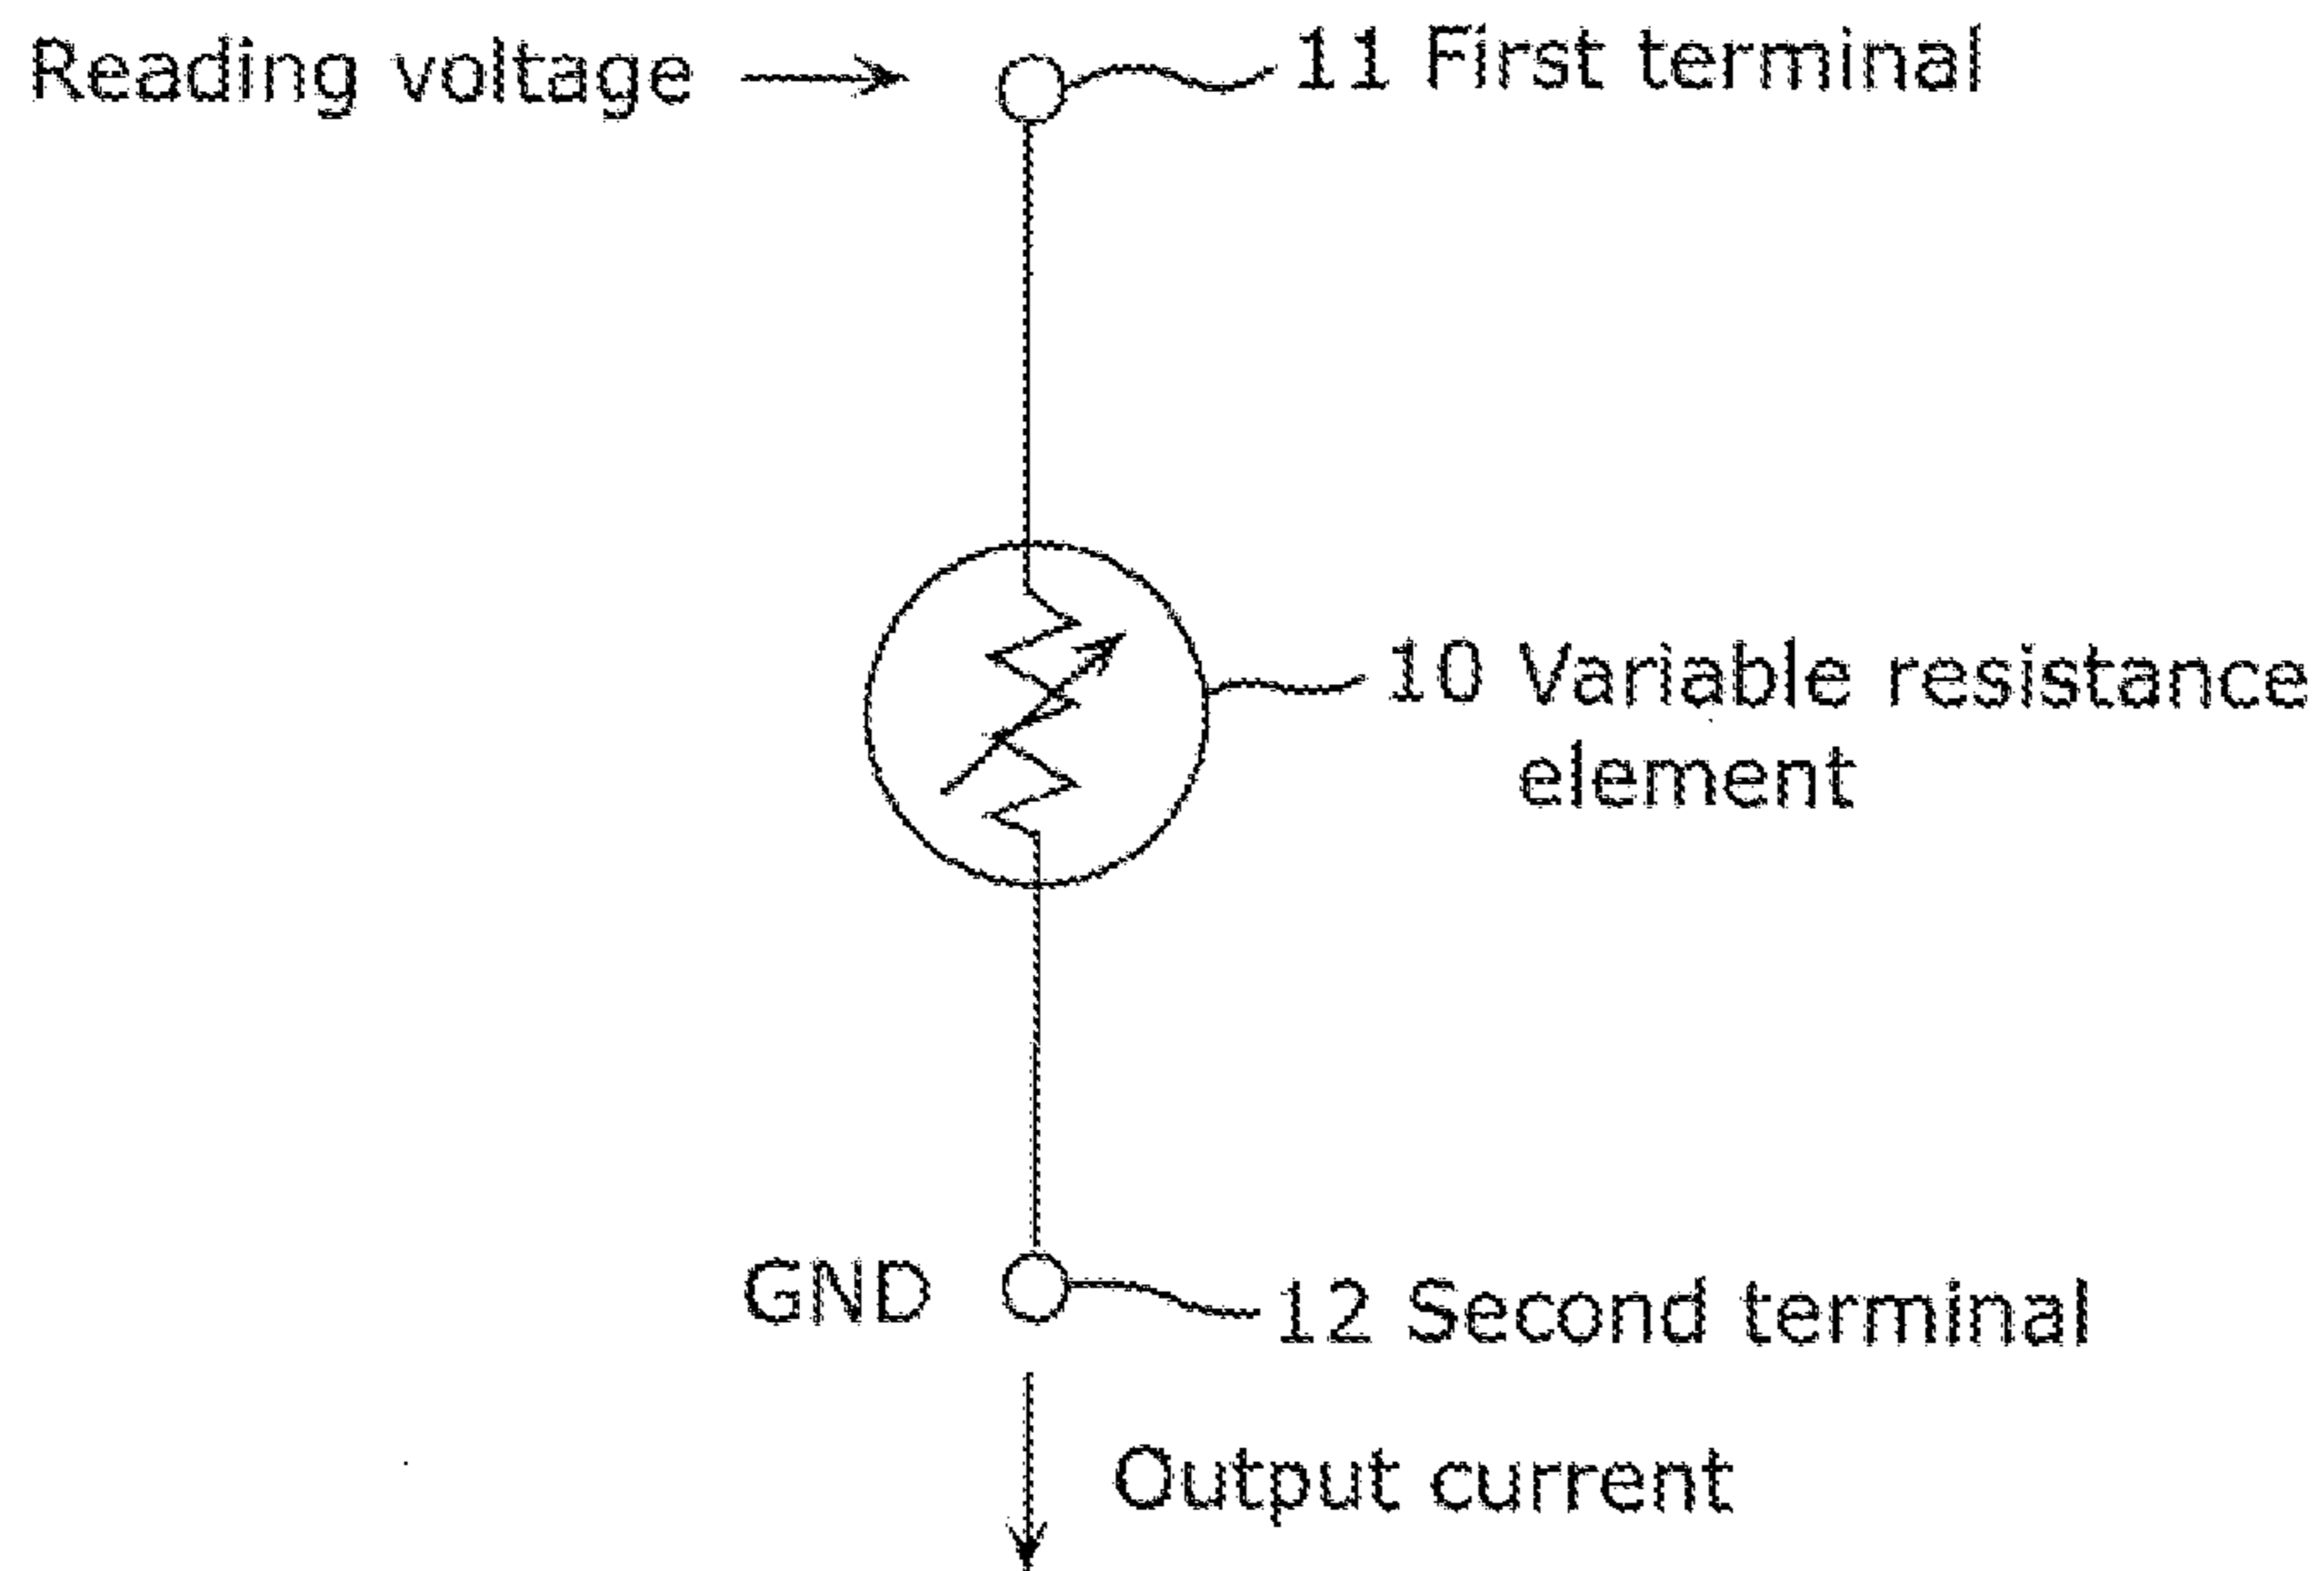 Reading voltage
11 First terminal
10 Variable resistance
element
GND
12 Second terminal
Output current